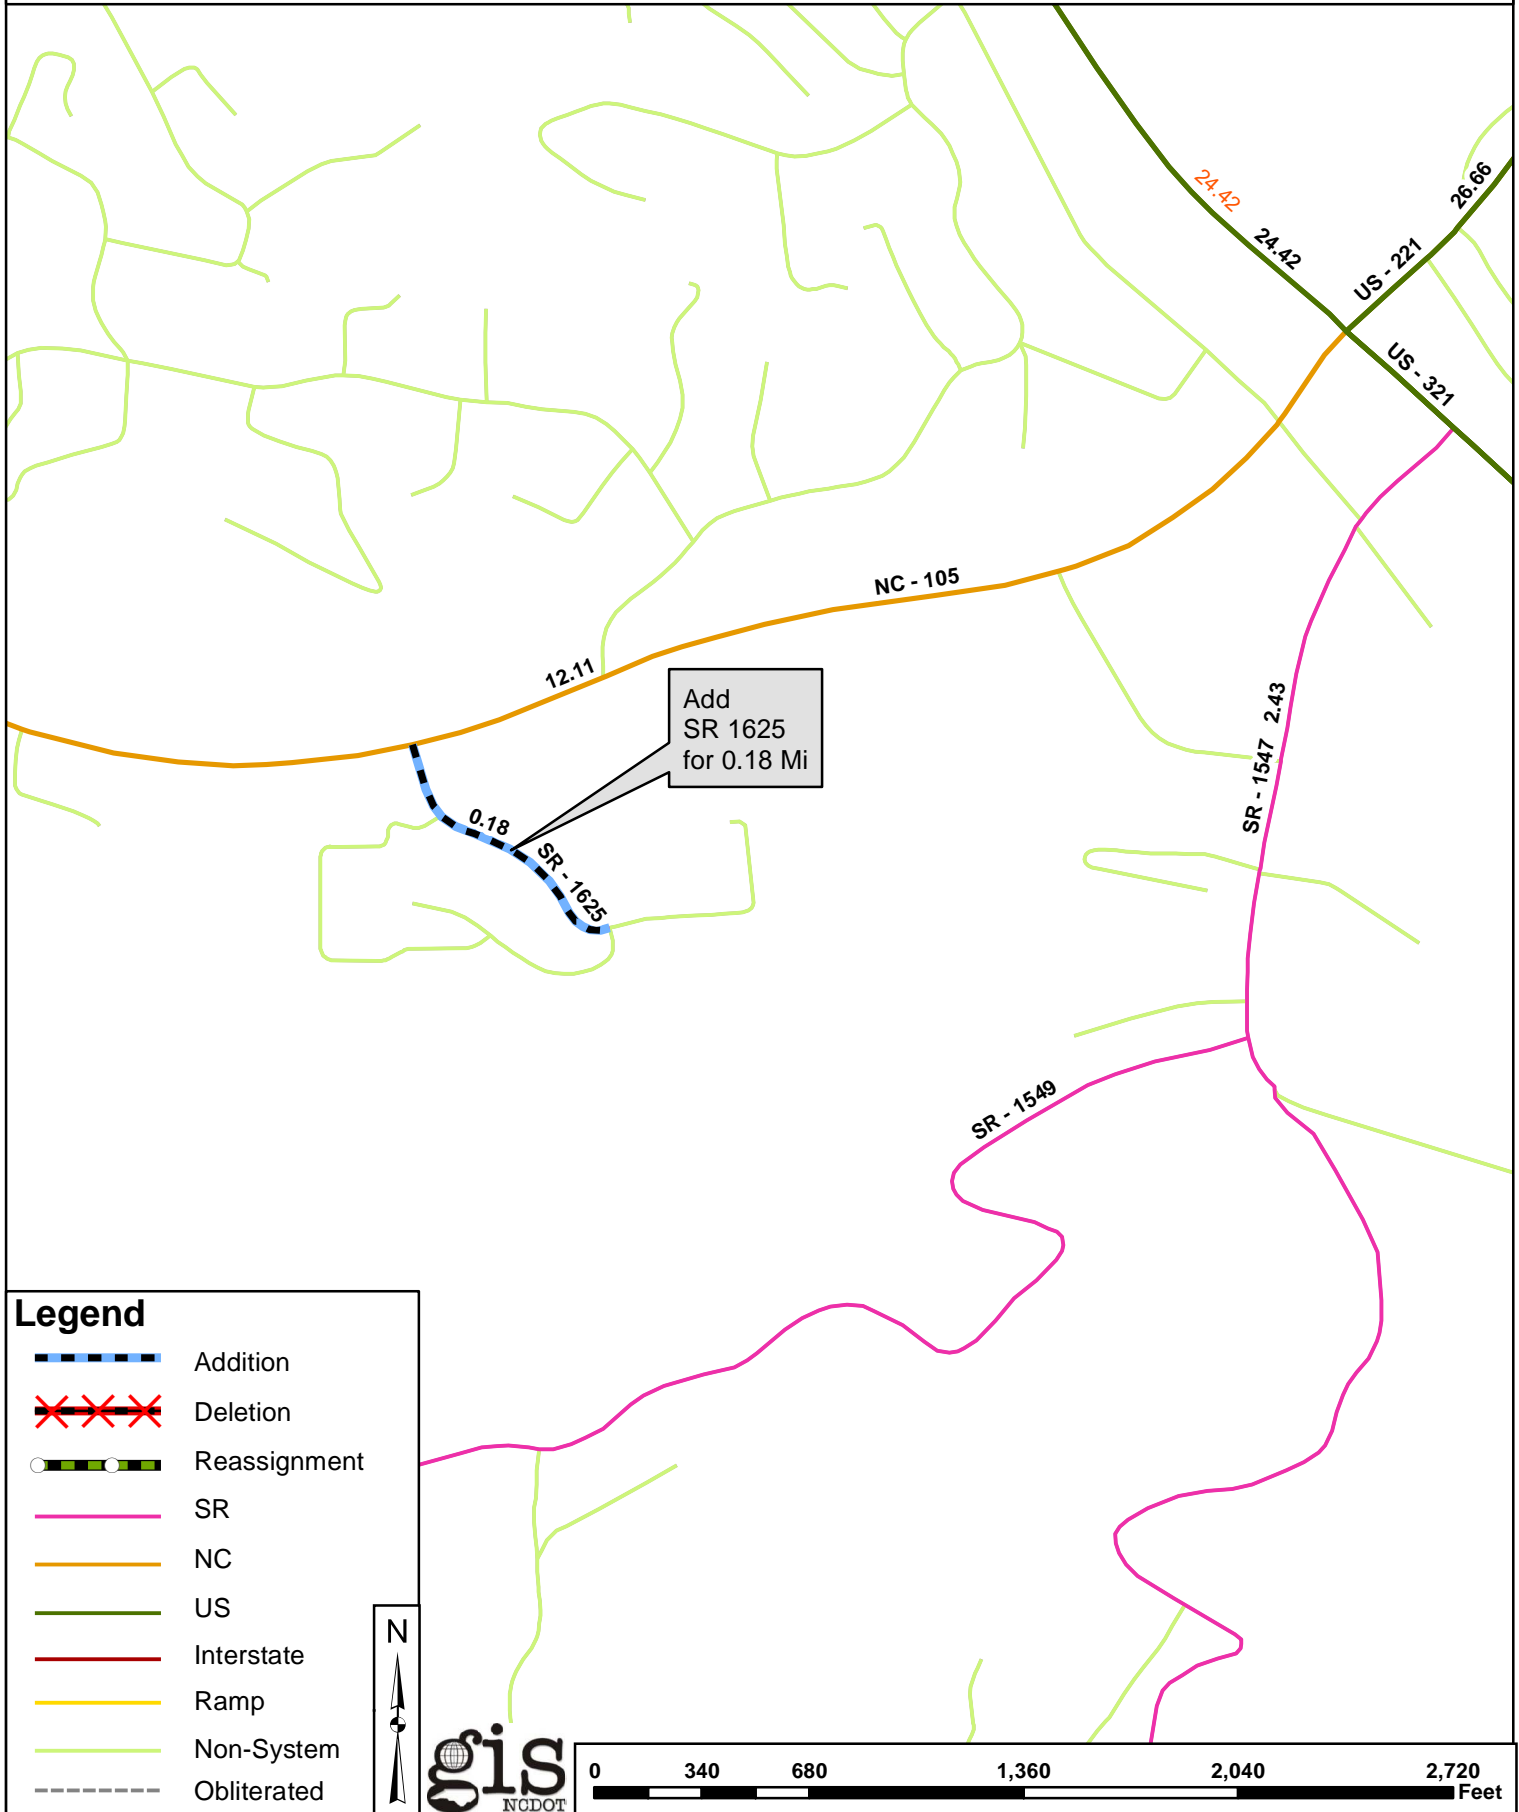 24.42
24.42
26.66
US - 221
US - 321
NC - 105
12.11
Add
SR 1625
for 0.18 Mi
0.18
SR - 1625
SR - 1547 2.43
SR - 1549
Legend
Addition
Deletion
Reassignment
SR
NC
US
Interstate
Ramp
Non-System
Obliterated
N
gis
NCDOT
0 340 680 1,360 2,040 2,720
Feet